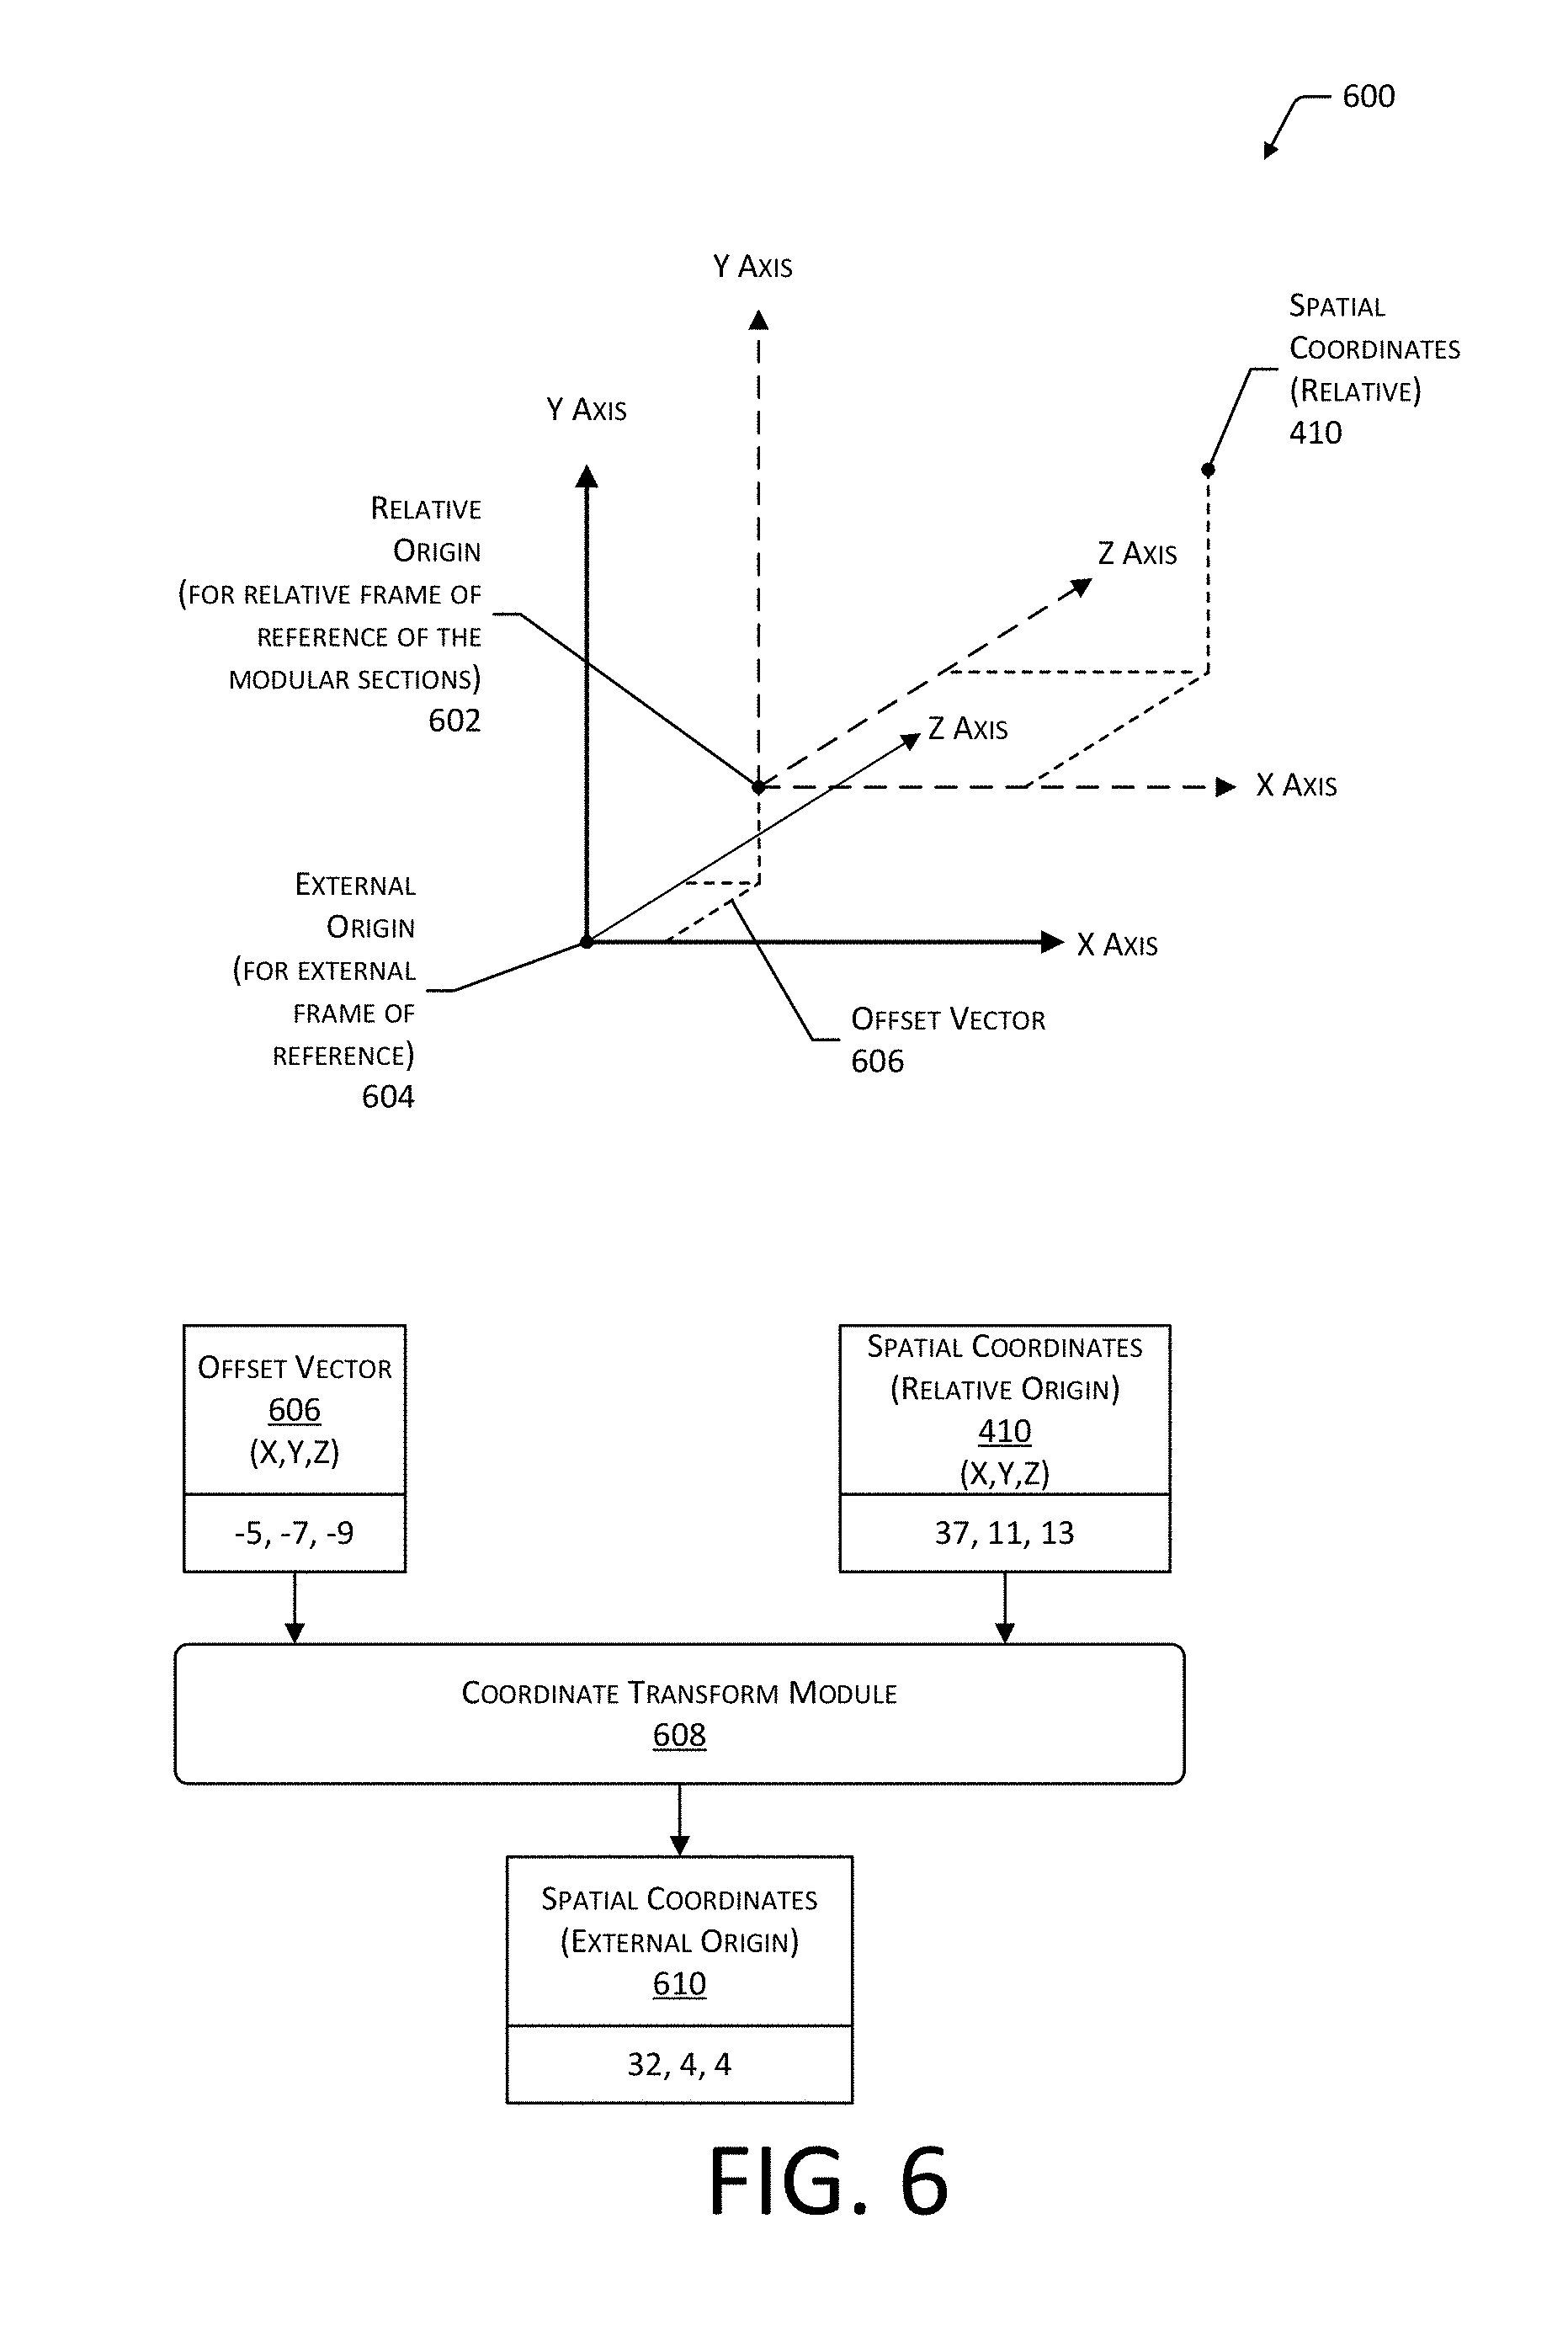 600
Y Axis
Spatial
Coordinates
(Relative)
410
Y Axis
Relative
Origin
(for relative frame of
reference of the
modular sections)
602
Z Axis
Z Axis
X Axis
External
Origin
(for external
frame of
reference)
604
X Axis
Offset Vector
606
Offset Vector
606
(X,Y,Z)
-5, -7, -9
Spatial Coordinates
(Relative Origin)
410
(X,Y,Z)
37, 11, 13
Coordinate Transform Module
608
Spatial Coordinates
(External Origin)
610
32, 4, 4
FIG. 6